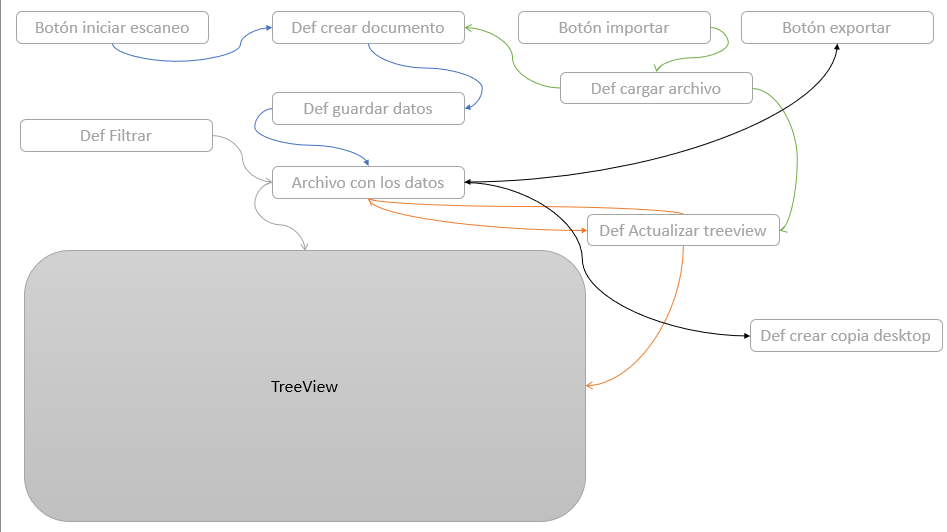 Botón iniciar escaneo
Def crear documento
Botón importar
Botón exportar
Def cargar archivo
Def guardar datos
Def Filtrar
Archivo con los datos
Def Actualizar treeview
Def crear copia desktop
TreeView